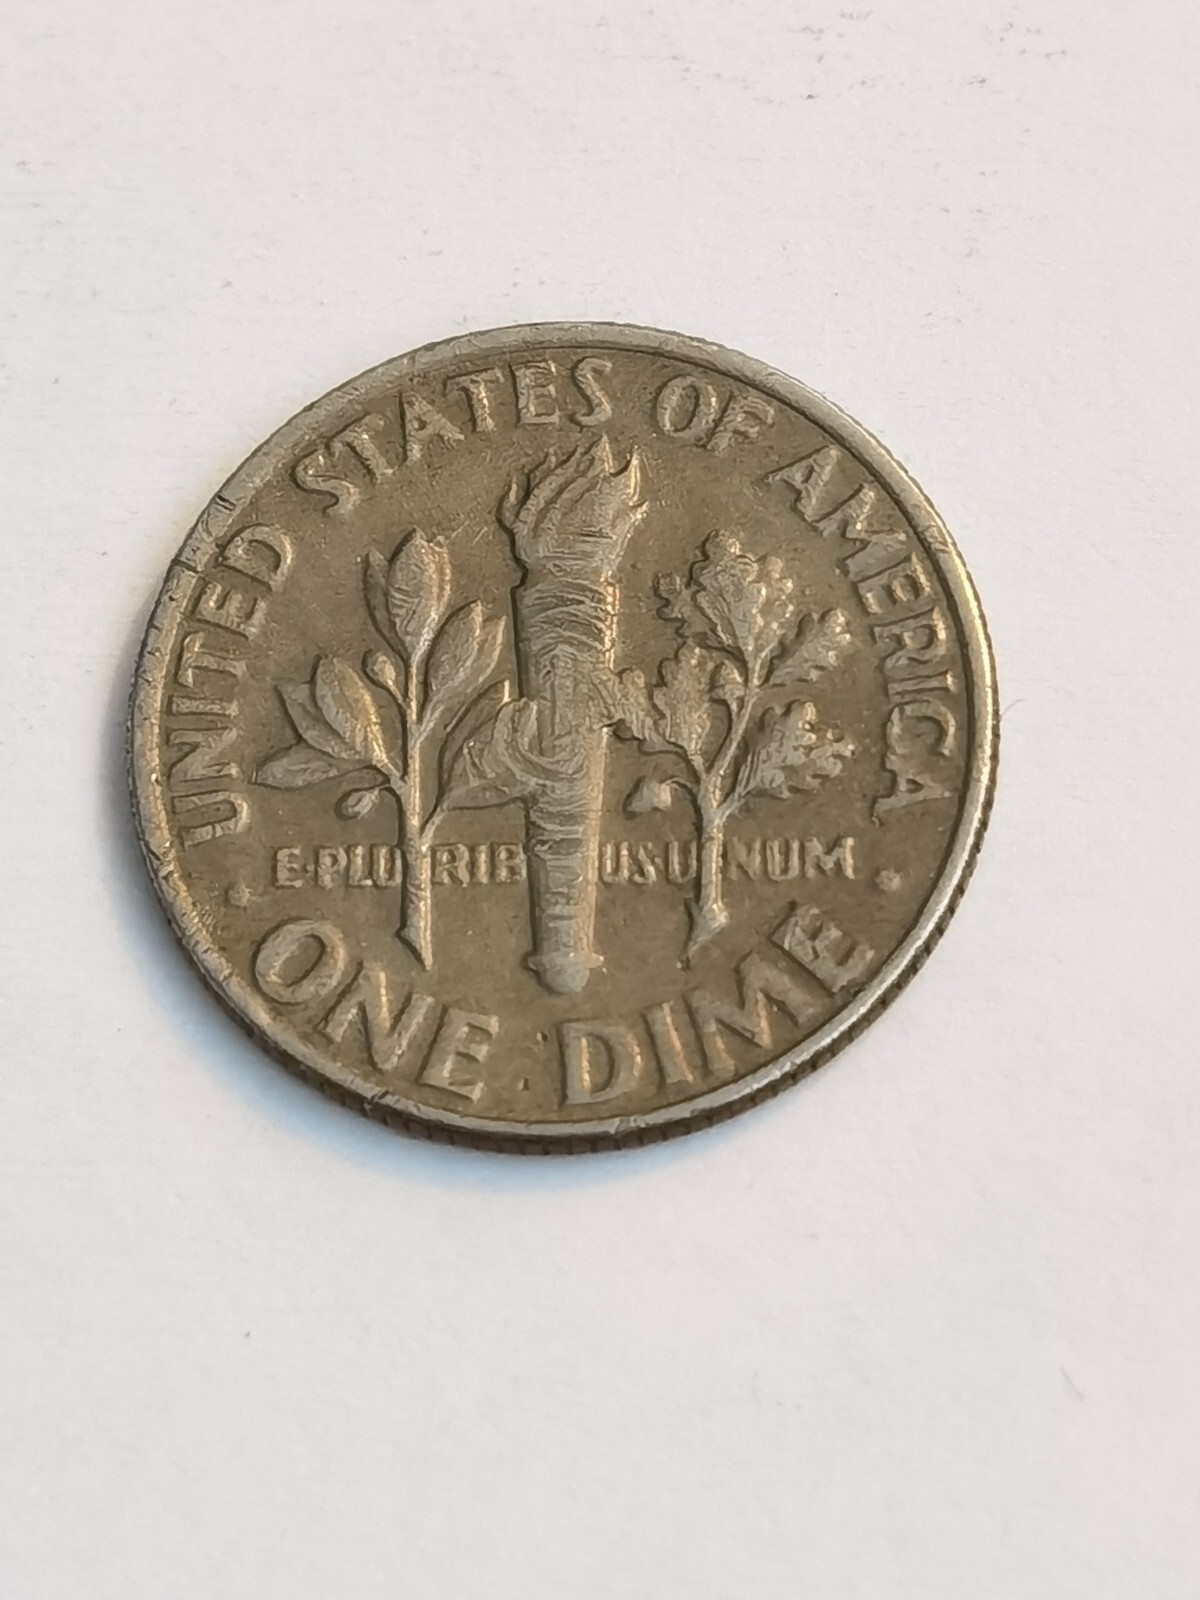 UNITED STATES OF AMERICA
E·PLURIBUS·UNUM
· ONE DIME ·